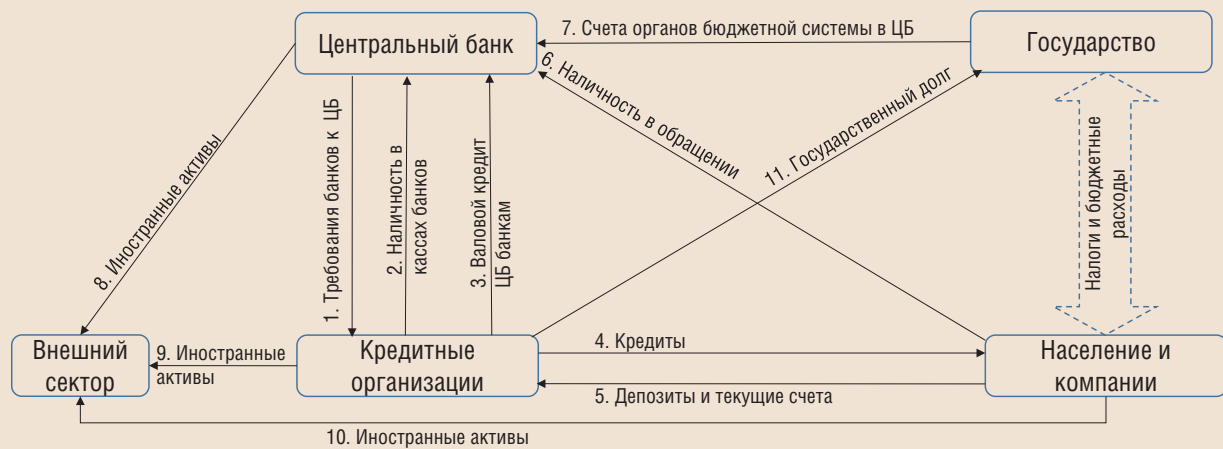 7. Счета органов бюджетной системы в ЦБ
Центральный банк
Государство
6. Наличность в обращении
11. Государственный долг
8. Иностранные активы
1. Требования банков к ЦБ
2. Наличность в
кассах банков
3. Валовой кредит
ЦБ банкам
Налоги и бюджетные
расходы
Внешний
сектор
9. Иностранные
активы
Кредитные
организации
4. Кредиты
5. Депозиты и текущие счета
Население и
компании
10. Иностранные активы